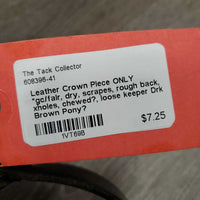 The Tack Collector
608396-41
Leather Crown Piece ONLY
*gc/fair, dry, scrapes, rough back,
xholes, chewed?, loose keeper Drk
Brown Pony?
1VT69B
$7.25